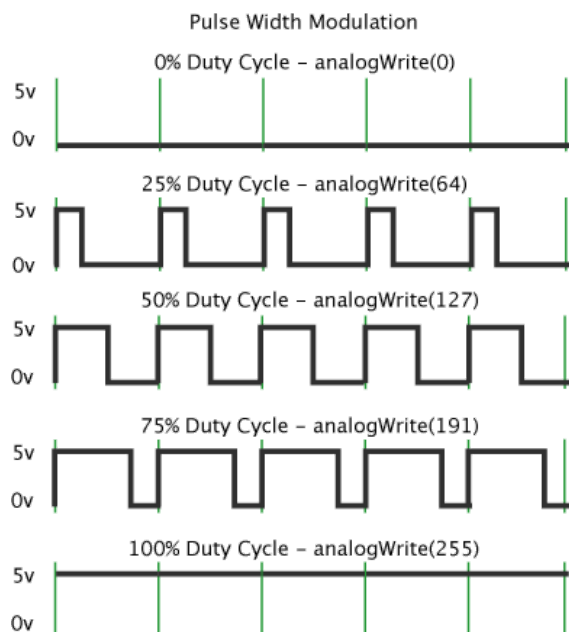 Pulse Width Modulation
0% Duty Cycle – analogWrite(0)
5v
0v
25% Duty Cycle – analogWrite(64)
5v
0v
50% Duty Cycle – analogWrite(127)
5v
0v
75% Duty Cycle – analogWrite(191)
5v
0v
100% Duty Cycle – analogWrite(255)
5v
0v